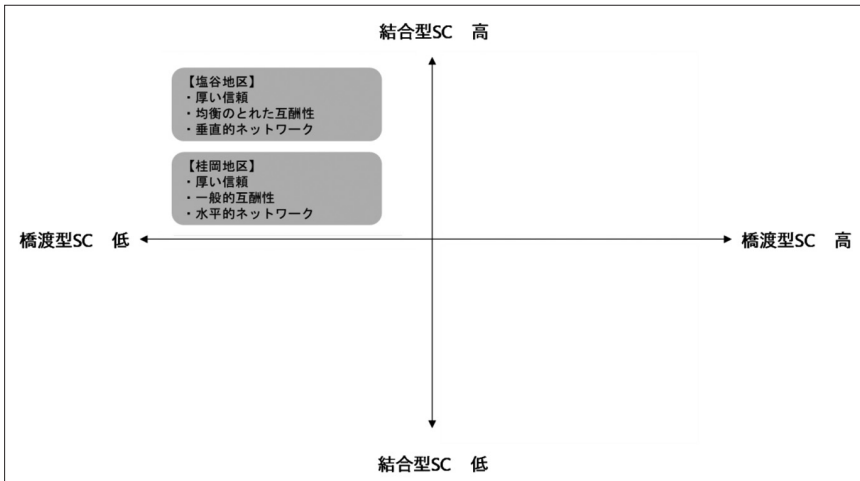 結合型SC 高
【塩谷地区】
・厚い信頼
・均衡のとれた互酬性
・垂直的ネットワーク
【桂岡地区】
・厚い信頼
・一般的互酬性
・水平的ネットワーク
橋渡型SC 低
橋渡型SC 高
結合型SC 低